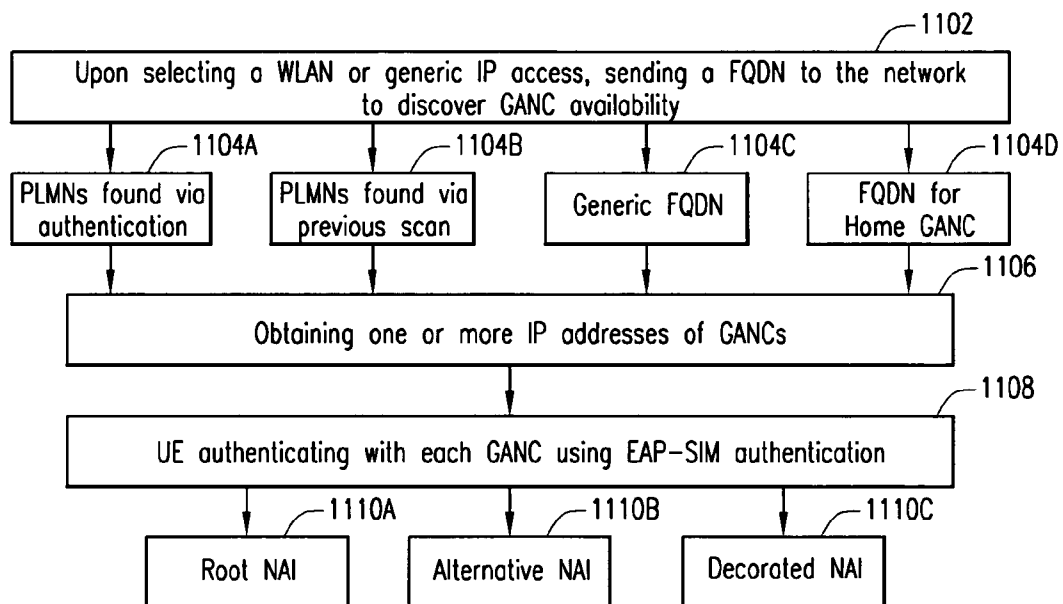 1102
Upon selecting a WLAN or generic IP access, sending a FQDN to the network
to discover GANC availability
1104A
1104B
1104C
1104D
PLMNs found via
authentication
PLMNs found via
previous scan
Generic FQDN
FQDN for
Home GANC
1106
Obtaining one or more IP addresses of GANCs
1108
UE authenticating with each GANC using EAP-SIM authentication
1110A
1110B
1110C
Root NAI
Alternative NAI
Decorated NAI